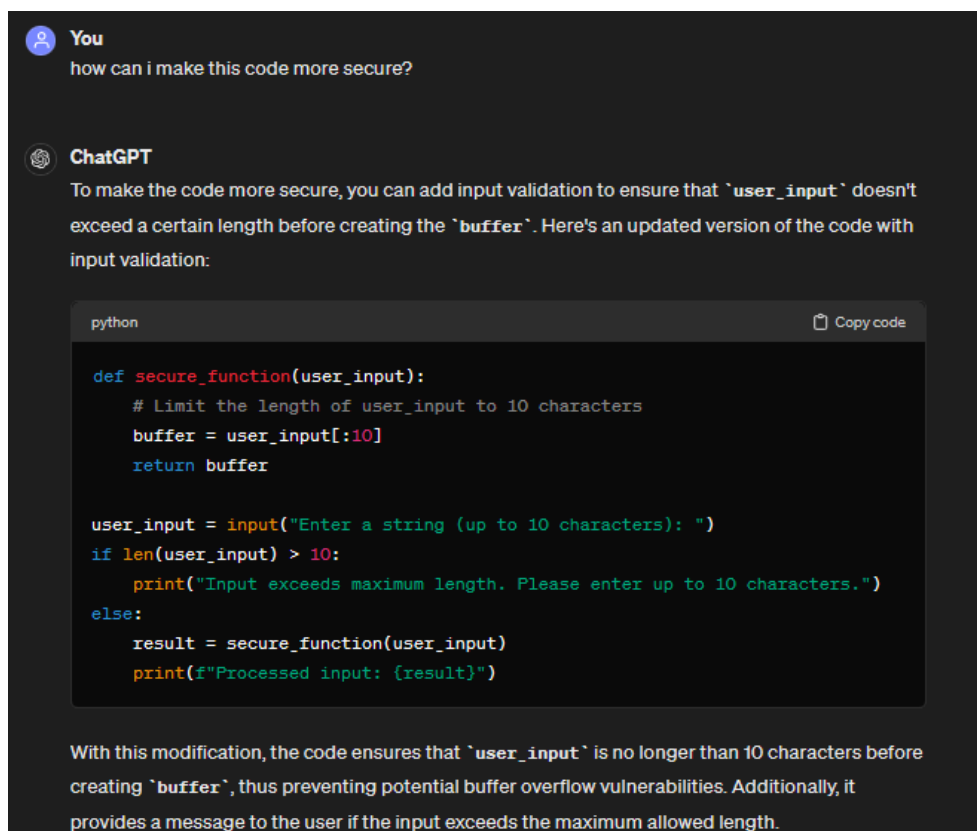 You
how can i make this code more secure?
ChatGPT
To make the code more secure, you can add input validation to ensure that `user_input` doesn't
exceed a certain length before creating the `buffer`. Here's an updated version of the code with
input validation:
python Copy code
def secure_function(user_input):
    # Limit the length of user_input to 10 characters
    buffer = user_input[:10]
    return buffer
user_input = input("Enter a string (up to 10 characters): ")
if len(user_input) > 10:
    print("Input exceeds maximum length. Please enter up to 10 characters.")
else:
    result = secure_function(user_input)
    print(f"Processed input: {result}")
With this modification, the code ensures that `user_input` is no longer than 10 characters before
creating `buffer`, thus preventing potential buffer overflow vulnerabilities. Additionally, it
provides a message to the user if the input exceeds the maximum allowed length.